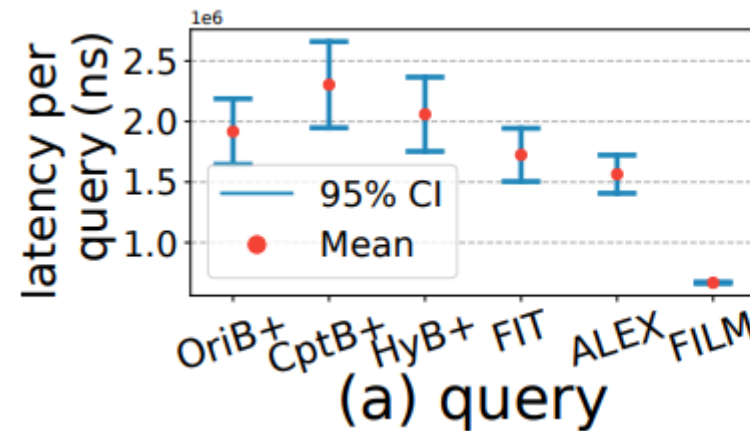 1e6
latency per
query (ns)
2.5
2.0
1.5
1.0
95% CI
Mean
OriB+
CptB+
HyB+
FIT
ALEX
FILM
(a) query